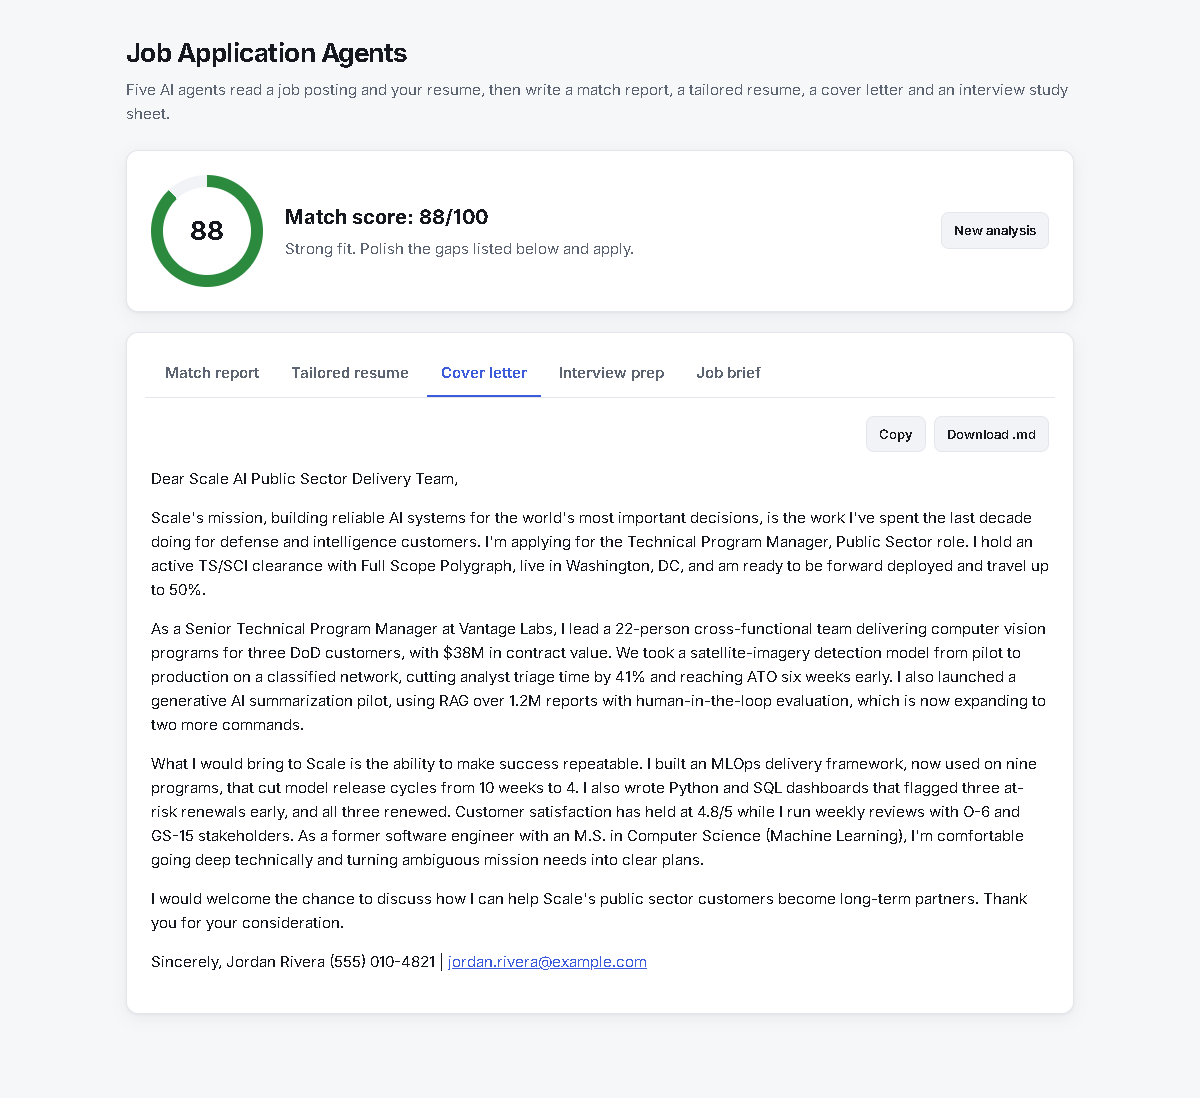 Job Application Agents
Five AI agents read a job posting and your resume, then write a match report, a tailored resume, a cover letter and an interview study
sheet.
88
Match score: 88/100
Strong fit. Polish the gaps listed below and apply.
New analysis
Match report
Tailored resume
Cover letter
Interview prep
Job brief
Copy
Download .md
Dear Scale AI Public Sector Delivery Team,
Scale's mission, building reliable AI systems for the world's most important decisions, is the work I've spent the last decade
doing for defense and intelligence customers. I'm applying for the Technical Program Manager, Public Sector role. I hold an
active TS/SCI clearance with Full Scope Polygraph, live in Washington, DC, and am ready to be forward deployed and travel up
to 50%.
As a Senior Technical Program Manager at Vantage Labs, I lead a 22-person cross-functional team delivering computer vision
programs for three DoD customers, with $38M in contract value. We took a satellite-imagery detection model from pilot to
production on a classified network, cutting analyst triage time by 41% and reaching ATO six weeks early. I also launched a
generative AI summarization pilot, using RAG over 1.2M reports with human-in-the-loop evaluation, which is now expanding to
two more commands.
What I would bring to Scale is the ability to make success repeatable. I built an MLOps delivery framework, now used on nine
programs, that cut model release cycles from 10 weeks to 4. I also wrote Python and SQL dashboards that flagged three at-
risk renewals early, and all three renewed. Customer satisfaction has held at 4.8/5 while I run weekly reviews with O-6 and
GS-15 stakeholders. As a former software engineer with an M.S. in Computer Science (Machine Learning), I'm comfortable
going deep technically and turning ambiguous mission needs into clear plans.
I would welcome the chance to discuss how I can help Scale's public sector customers become long-term partners. Thank
you for your consideration.
Sincerely, Jordan Rivera (555) 010-4821 | jordan.rivera@example.com